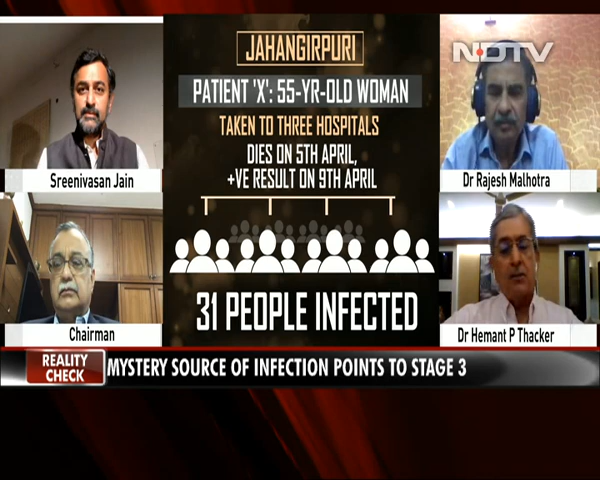 JAHANGIRPURI
NDTV
PATIENT 'X': 55-YR-OLD WOMAN
TAKEN TO THREE HOSPITALS
DIES ON 5TH APRIL,
+VE RESULT ON 9TH APRIL
Sreenivasan Jain
Dr Rajesh Malhotra
31 PEOPLE INFECTED
Chairman
Dr Hemant P Thacker
REALITY
CHECK
MYSTERY SOURCE OF INFECTION POINTS TO STAGE 3